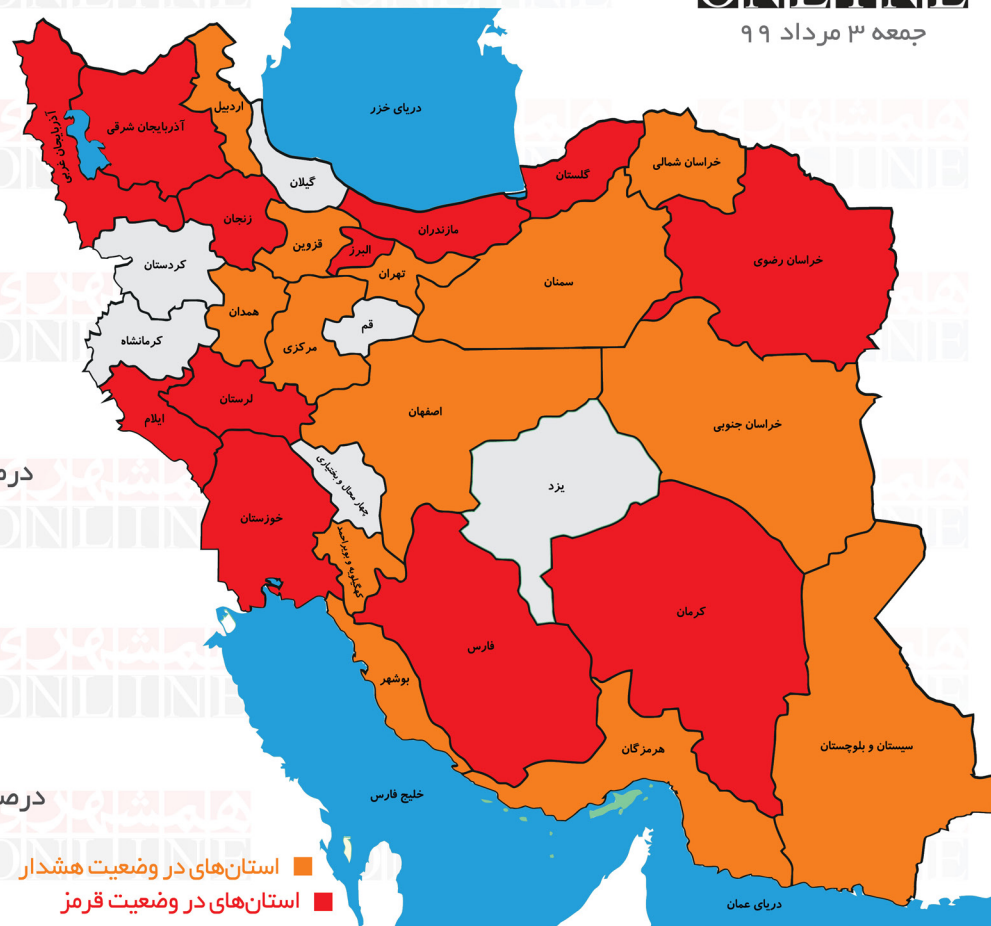 ONLINE
جمعه ۳ مرداد ۹۹
دریای خزر
اردبیل
آذربایجان شرقی
آذربایجان غربی
گیلان
گلستان
خراسان شمالی
زنجان
مازندران
قزوین
البرز
تهران
سمنان
خراسان رضوی
کردستان
همدان
قم
کرمانشاه
مرکزی
لرستان
ایلام
اصفهان
خراسان جنوبی
چهار محال و بختیاری
یزد
خوزستان
کهگیلویه و بویراحمد
کرمان
فارس
بوشهر
هرمزگان
سیستان و بلوچستان
خلیج فارس
دریای عمان
استان‌های در وضعیت هشدار
استان‌های در وضعیت قرمز
همشهری
ONLINE